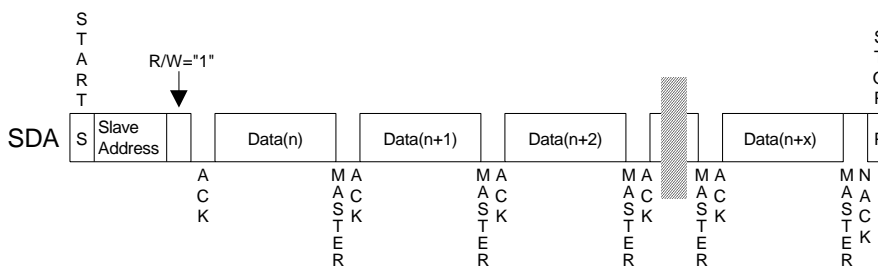 START
R/W="1"
SDA
S
Slave
Address
Data(n)
Data(n+1)
Data(n+2)
Data(n+x)
ACK
MASTER ACK
MASTER ACK
MASTER ACK
MASTER ACK
MASTER NACK